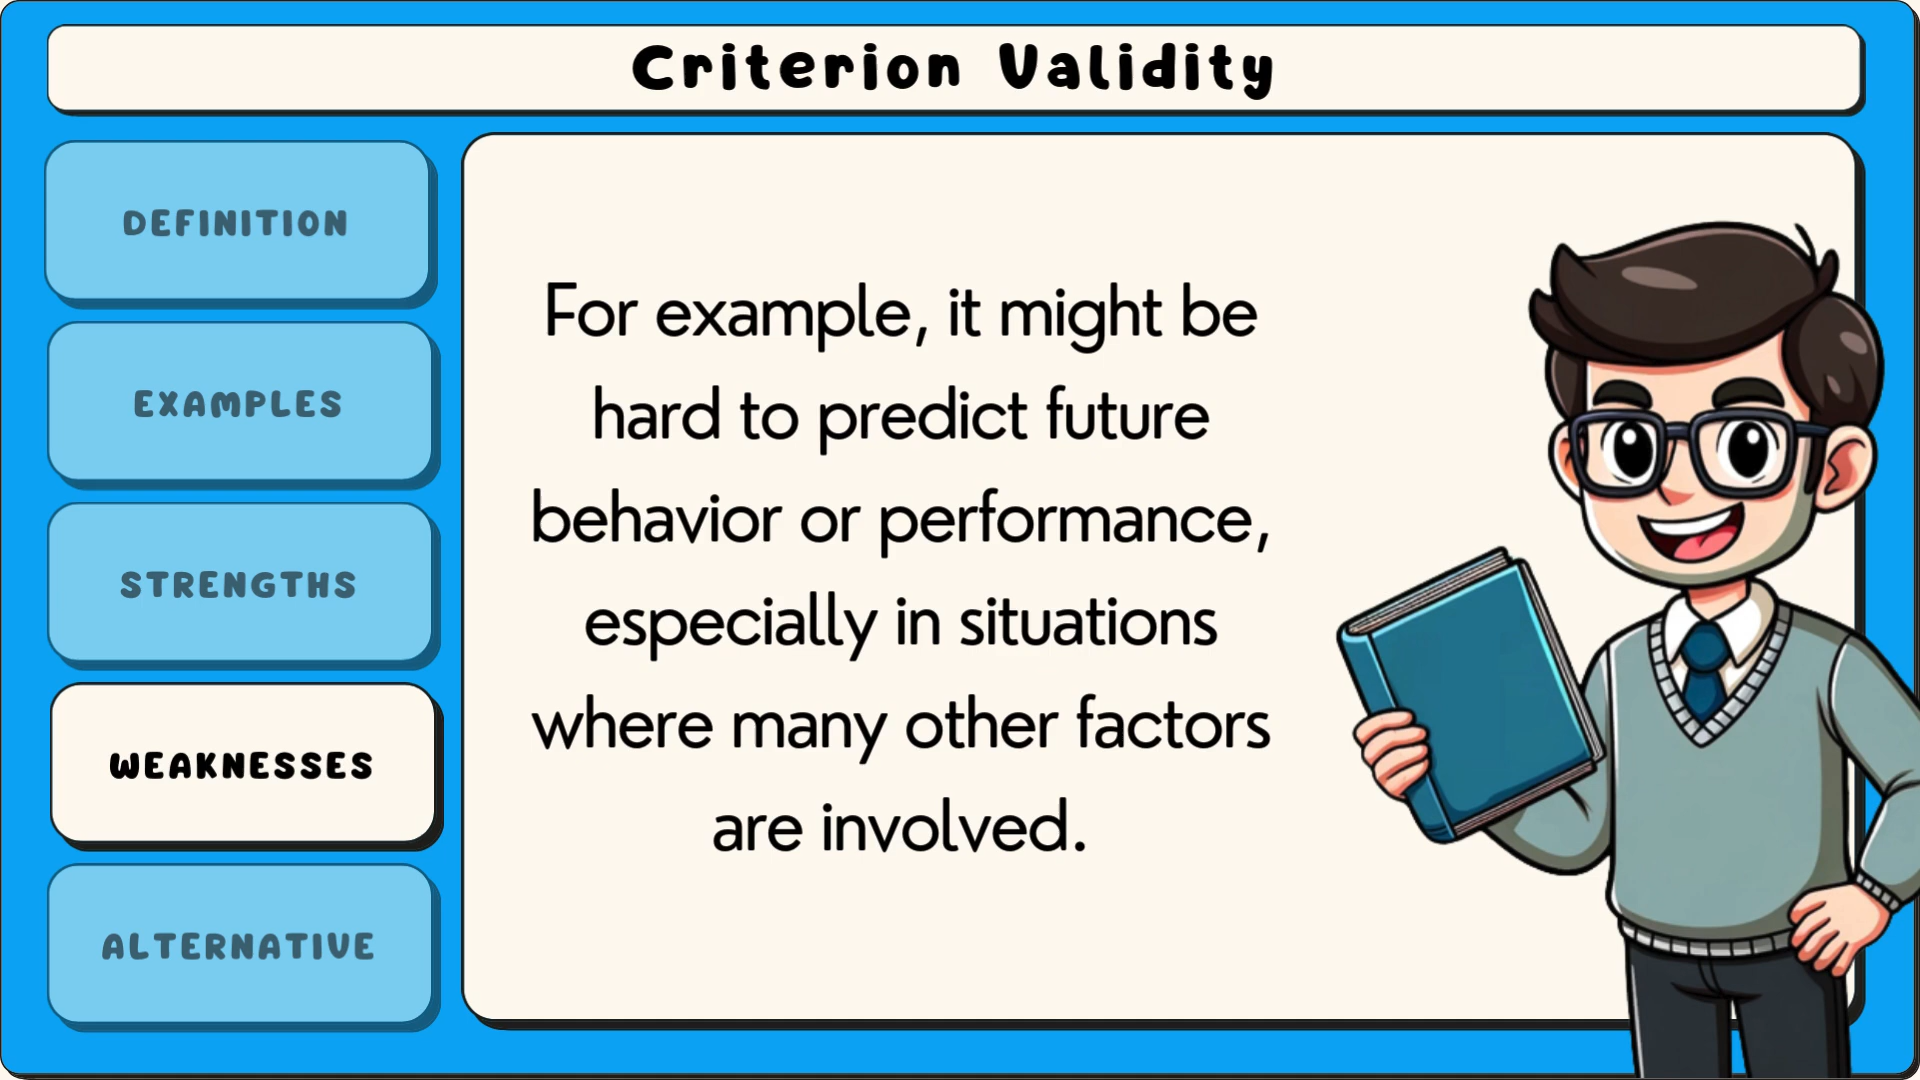 Criterion Validity
DEFINITION
EXAMPLES
STRENGTHS
WEAKNESSES
ALTERNATIVE
For example, it might be
hard to predict future
behavior or performance,
especially in situations
where many other factors
are involved.